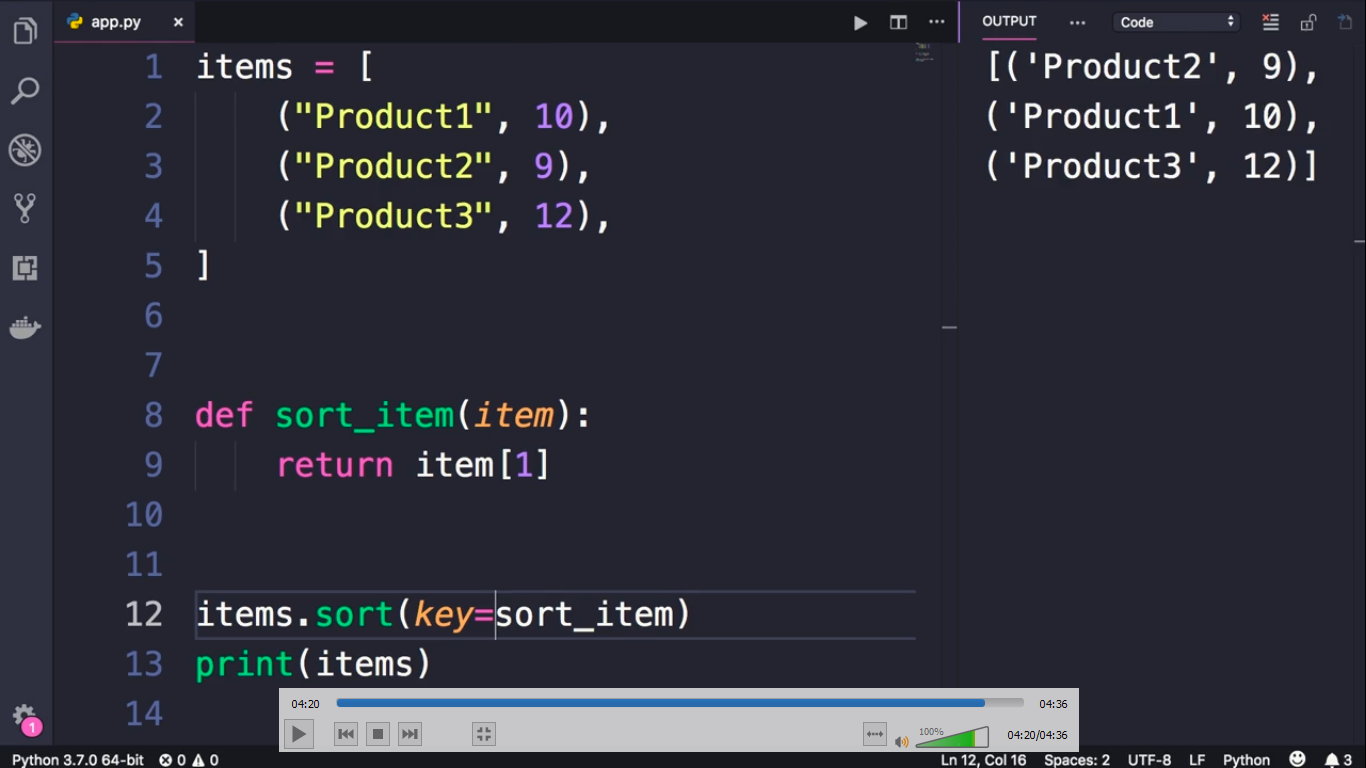 app.py
1 items = [
2 ("Product1", 10),
3 ("Product2", 9),
4 ("Product3", 12),
5 ]
6
7
8 def sort_item(item):
9 return item[1]
10
11
12 items.sort(key=sort_item)
13 print(items)
14
OUTPUT Code
[('Product2', 9),
('Product1', 10),
('Product3', 12)]
04:20 04:36
100%
04:20/04:36
1
Python 3.7.0 64-bit 0 0 Ln 12, Col 16 Spaces: 2 UTF-8 LF Python 3